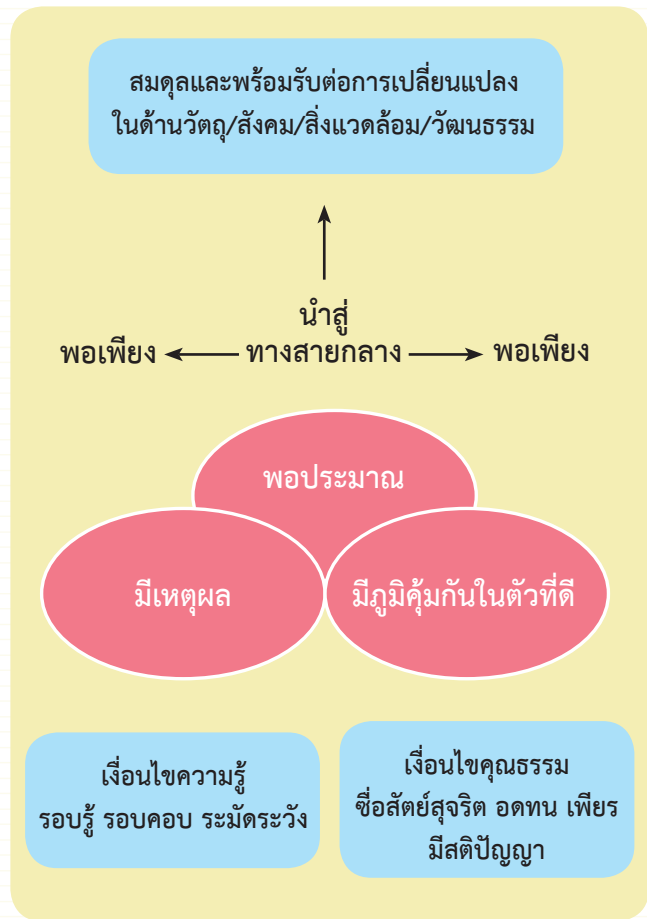 สมดุลและพร้อมรับต่อการเปลี่ยนแปลง
ในด้านวัตถุ/สังคม/สิ่งแวดล้อม/วัฒนธรรม
นำสู่
พอเพียง ทางสายกลาง พอเพียง
พอประมาณ
มีเหตุผล มีภูมิคุ้มกันในตัวที่ดี
เงื่อนไขความรู้
รอบรู้ รอบคอบ ระมัดระวัง
เงื่อนไขคุณธรรม
ซื่อสัตย์สุจริต อดทน เพียร
มีสติปัญญา